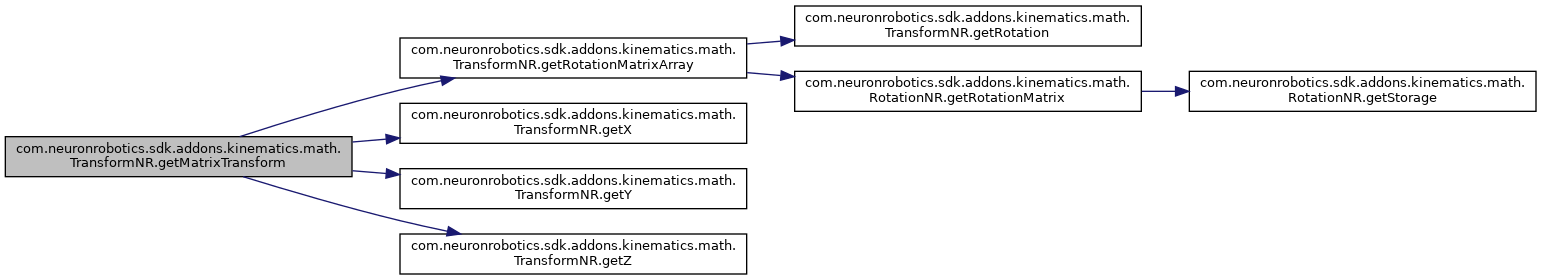 com.neuronrobotics.sdk.addons.kinematics.math.
TransformNR.getMatrixTransform
com.neuronrobotics.sdk.addons.kinematics.math.
TransformNR.getRotationMatrixArray
com.neuronrobotics.sdk.addons.kinematics.math.
TransformNR.getRotation
com.neuronrobotics.sdk.addons.kinematics.math.
RotationNR.getRotationMatrix
com.neuronrobotics.sdk.addons.kinematics.math.
RotationNR.getStorage
com.neuronrobotics.sdk.addons.kinematics.math.
TransformNR.getX
com.neuronrobotics.sdk.addons.kinematics.math.
TransformNR.getY
com.neuronrobotics.sdk.addons.kinematics.math.
TransformNR.getZ